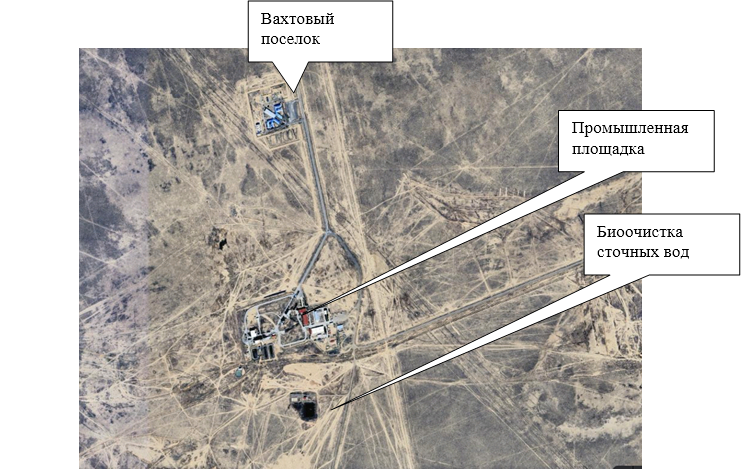 Вахтовый
поселок
Промышленная
площадка
Биоочистка
сточных вод